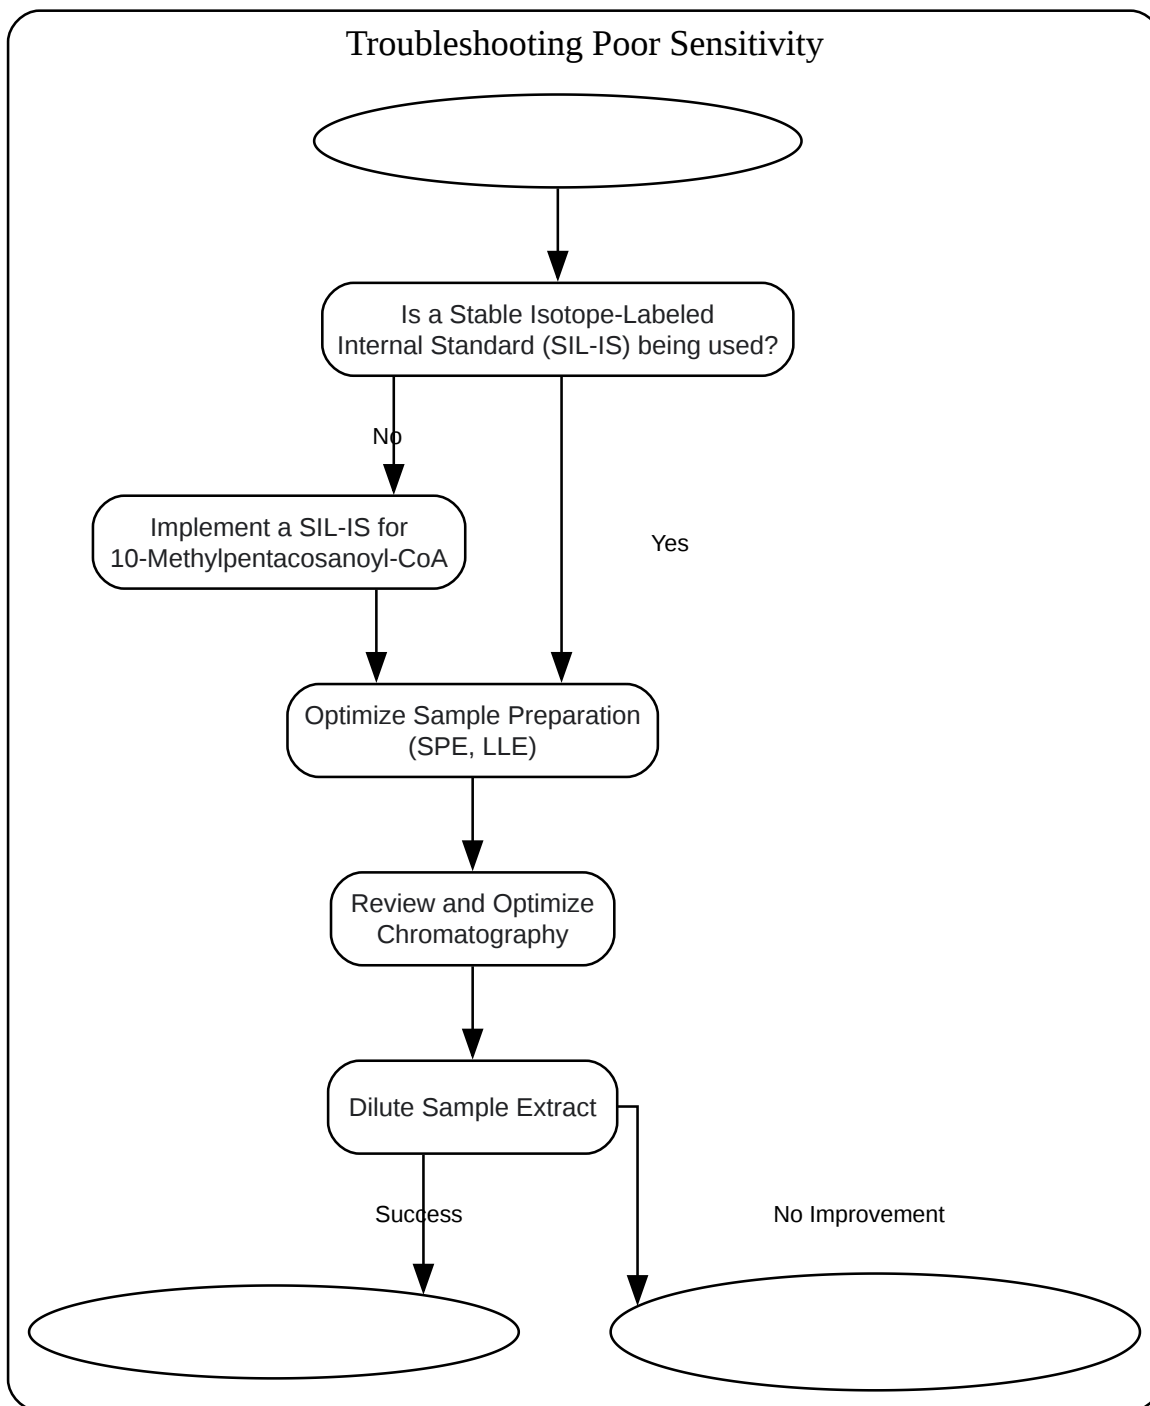 Troubleshooting Poor Sensitivity
Is a Stable Isotope-Labeled
Internal Standard (SIL-IS) being used?
No
Implement a SIL-IS for
10-Methylpentacosanoyl-CoA
Yes
Optimize Sample Preparation
(SPE, LLE)
Review and Optimize
Chromatography
Dilute Sample Extract
Success
No Improvement